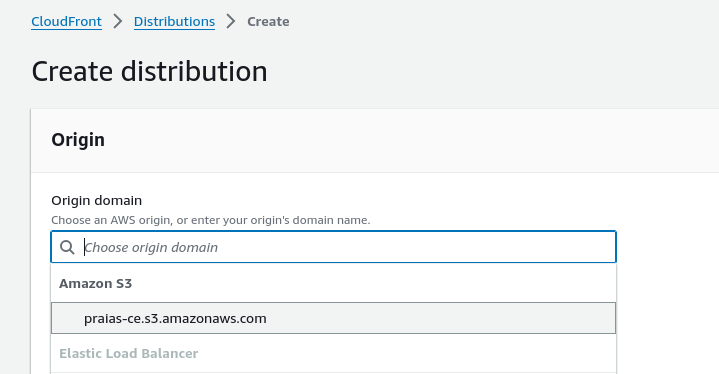 CloudFront > Distributions > Create
Create distribution
Origin
Origin domain
Choose an AWS origin, or enter your origin's domain name.
Choose origin domain
Amazon S3
praias-ce.s3.amazonaws.com
Elastic Load Balancer